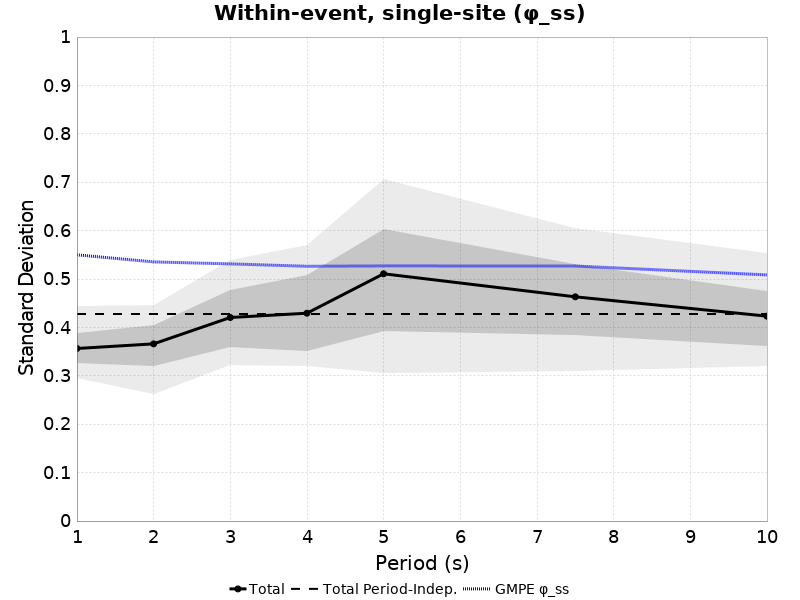 Within-event, single-site (φ_ss)
Standard Deviation
1
0.9
0.8
0.7
0.6
0.5
0.4
0.3
0.2
0.1
0
1 2 3 4 5 6 7 8 9 10
Period (s)
Total Total Period-Indep. GMPE φ_ss